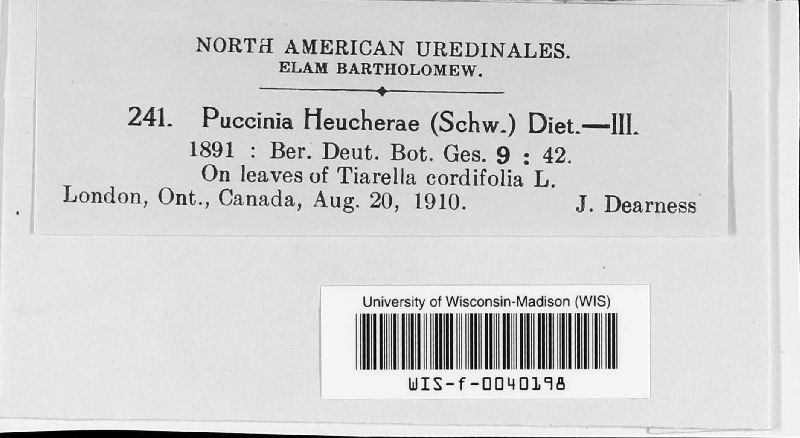 NORTH AMERICAN UREDINALES.
ELAM BARTHOLOMEW.
241. Puccinia Heucherae (Schw.) Diet.—III.
1891 : Ber. Deut. Bot. Ges. 9 : 42.
On leaves of Tiarella cordifolia L.
London, Ont., Canada, Aug. 20, 1910. J. Dearness
University of Wisconsin-Madison (WIS)
WIS-f-0040198